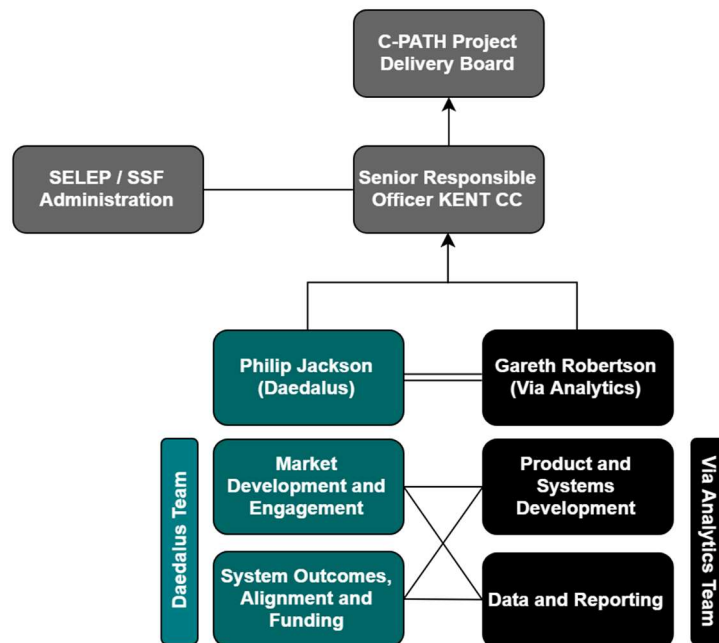 C-PATH Project
Delivery Board
SELEP / SSF
Administration
Senior Responsible
Officer KENT CC
Philip Jackson
(Daedalus)
Gareth Robertson
(Via Analytics)
Daedalus Team
Market
Development and
Engagement
Product and
Systems
Development
Via Analytics Team
System Outcomes,
Alignment and
Funding
Data and Reporting